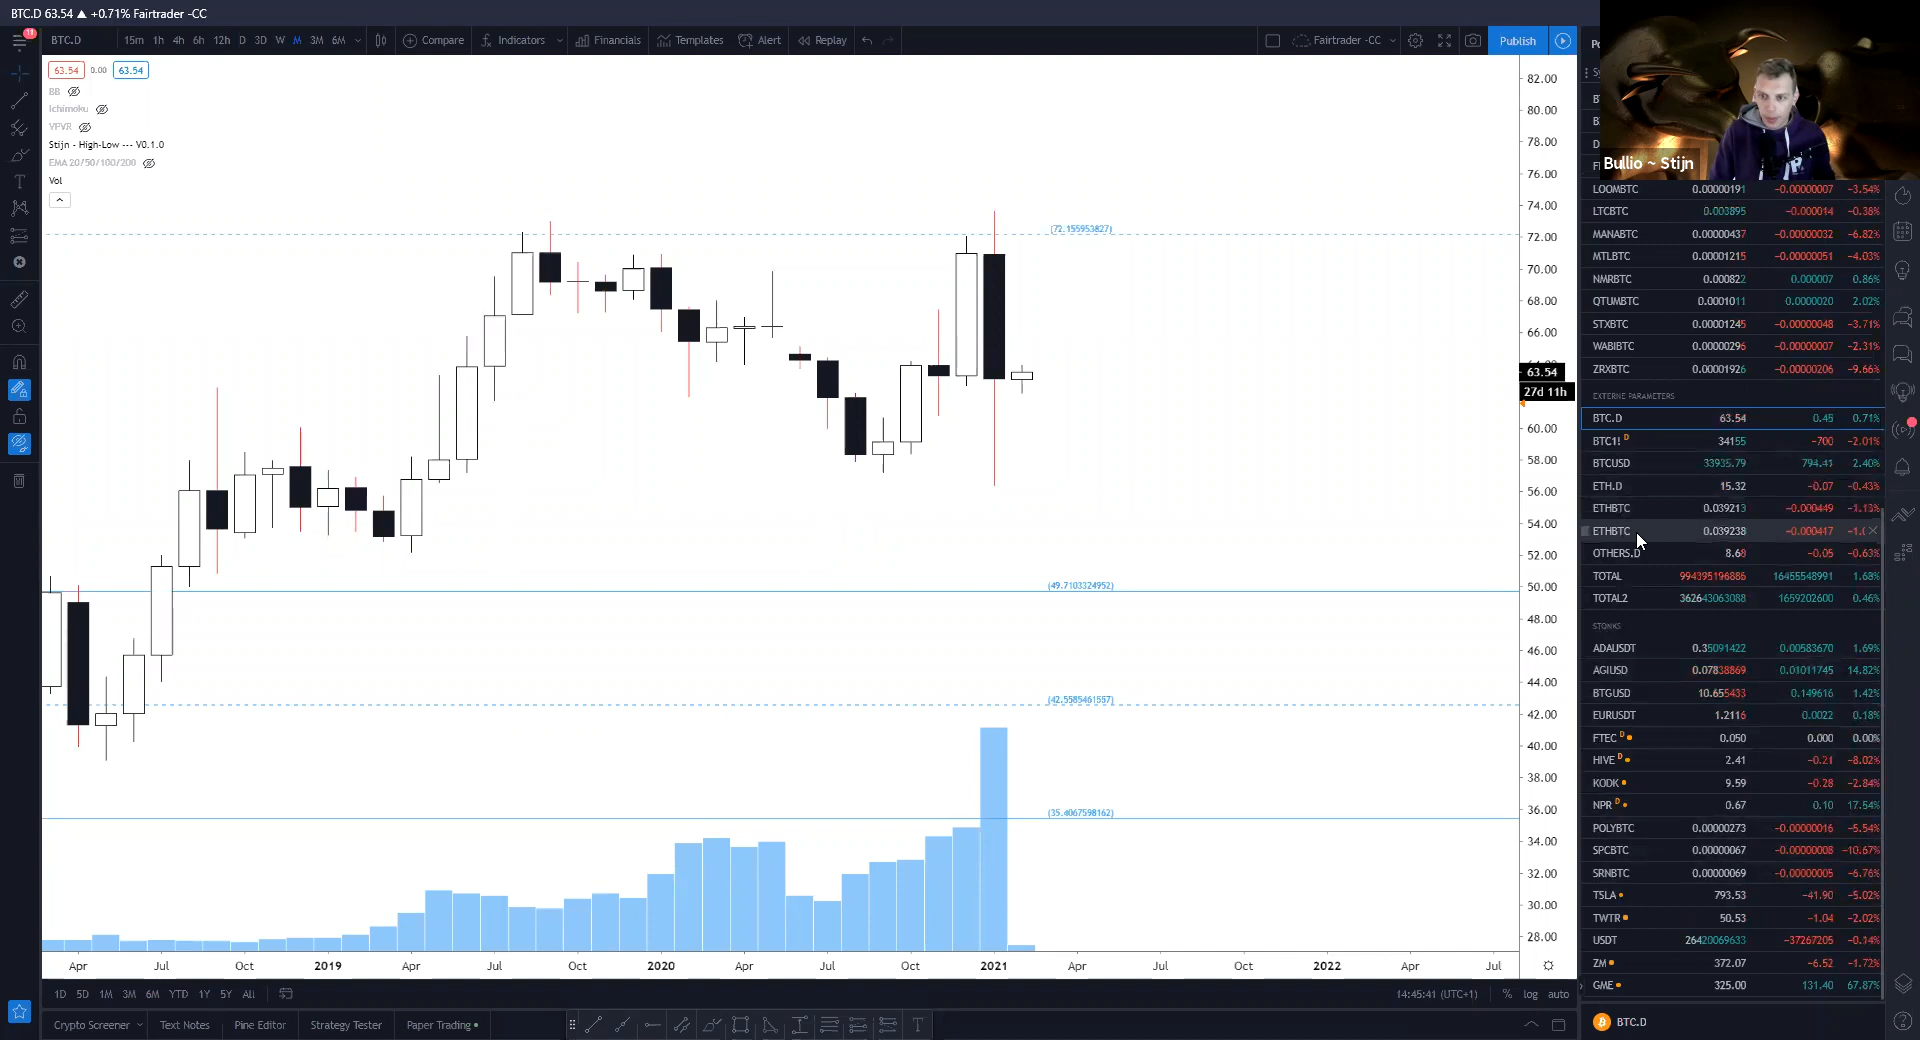 BTC.D 63.54 ▲ +0.71% Fairtrader -CC
11
BTC.D 15m 1h 4h 6h 12h D 3D W M 3M 6M Compare Indicators Financials Templates Alert Replay Fairtrader -CC Publish
63.54 0.00 63.54
BB
Ichimoku
VPVR
Stijn - High-Low --- V0.1.0
EMA 20/50/100/200
Vol
(72.155953827)
(49.7103324952)
(42.5585461557)
(35.4067598162)
82.00
80.00
78.00
76.00
74.00
72.00
70.00
68.00
66.00
63.54
27d 11h
60.00
58.00
56.00
54.00
52.00
50.00
48.00
46.00
44.00
42.00
40.00
38.00
36.00
34.00
32.00
30.00
28.00
Apr Jul Oct 2019 Apr Jul Oct 2020 Apr Jul Oct 2021 Apr Jul Oct 2022 Apr Jul
1D 5D 1M 3M 6M YTD 1Y 5Y All 14:45:41 (UTC+1) % log auto
Crypto Screener Text Notes Pine Editor Strategy Tester Paper Trading
Bullio ~ Stijn
LOOMBTC 0.00000191 -0.00000007 -3.54%
LTCBTC 0.003895 -0.000014 -0.36%
MANABTC 0.00000437 -0.00000032 -6.82%
MTLBTC 0.00001215 -0.00000051 -4.03%
NMRBTC 0.000822 0.000007 0.86%
QTUMBTC 0.0001011 0.0000020 2.02%
STXBTC 0.00001245 -0.00000048 -3.71%
WABIBTC 0.00000296 -0.00000007 -2.31%
ZRXBTC 0.00001926 -0.00000206 -9.66%
EXTERNE PARAMETERS
BTC.D 63.54 0.45 0.71%
BTC1! D 34155 -700 -2.01%
BTCUSD 33935.79 794.41 2.40%
ETH.D 15.32 -0.07 -0.43%
ETHBTC 0.039213 -0.000449 -1.13%
ETHBTC 0.039238 -0.000417 -1.0
OTHERS.D 8.68 -0.05 -0.63%
TOTAL 994395196886 16455548991 1.68%
TOTAL2 362643063088 1659202600 0.46%
STONKS
ADAUSDT 0.35091422 0.00583670 1.69%
AGIUSD 0.07838869 0.01011745 14.82%
BTGUSD 10.655433 0.149616 1.42%
EURUSDT 1.2116 0.0022 0.18%
FTEC D 0.050 0.000 0.00%
HIVE D 2.41 -0.21 -8.02%
KODK 9.59 -0.28 -2.84%
NPR D 0.67 0.10 17.54%
POLYBTC 0.00000273 -0.00000016 -5.54%
SPCBTC 0.00000067 -0.00000008 -10.67%
SRNBTC 0.00000069 -0.00000005 -6.76%
TSLA 793.53 -41.90 -5.02%
TWTR 50.53 -1.04 -2.02%
USDT 26420069633 -37267205 -0.14%
ZM 372.07 -6.52 -1.72%
GME 325.00 131.40 67.87%
BTC.D